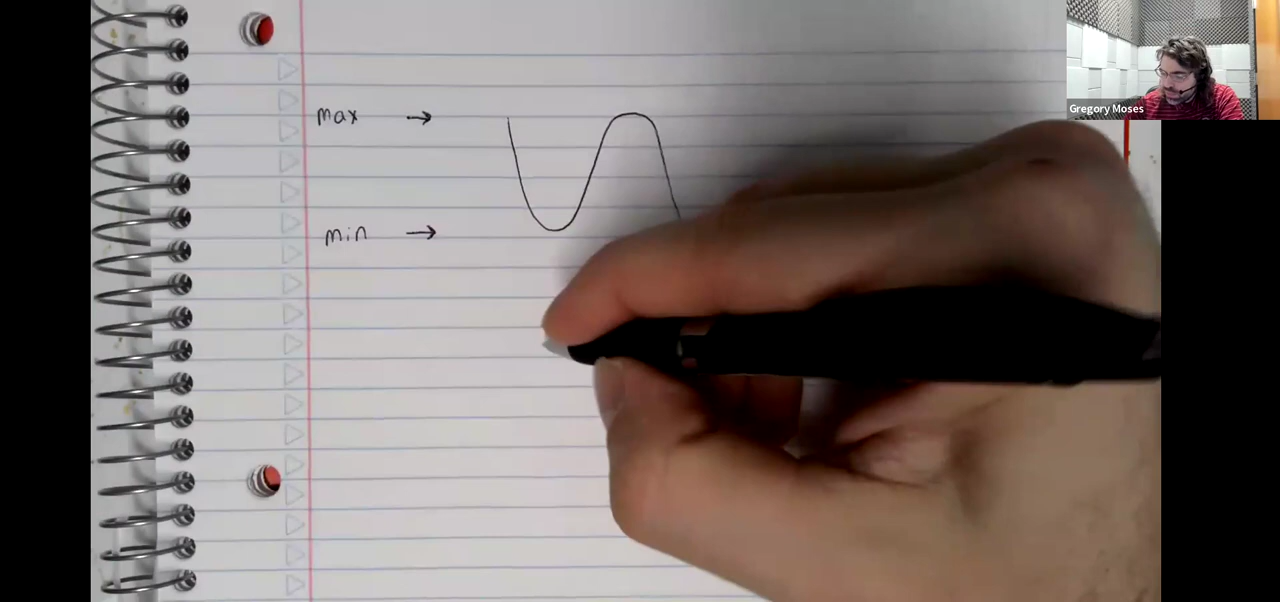 Gregory Moses
max →
min →